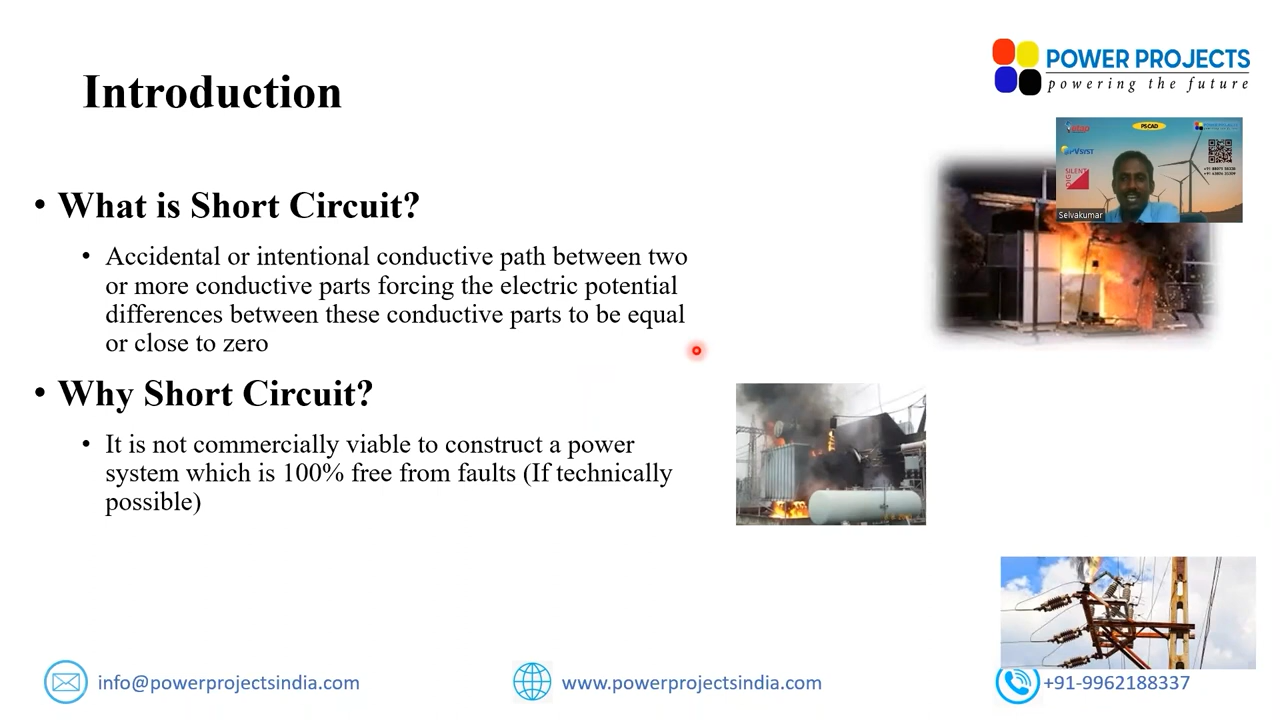 Introduction
POWER PROJECTS
powering the future
PSCAD
PVSYST
DIgSILENT
Selvakumar
• What is Short Circuit?
• Accidental or intentional conductive path between two
or more conductive parts forcing the electric potential
differences between these conductive parts to be equal
or close to zero
• Why Short Circuit?
• It is not commercially viable to construct a power
system which is 100% free from faults (If technically
possible)
info@powerprojectsindia.com
www.powerprojectsindia.com
+91-9962188337